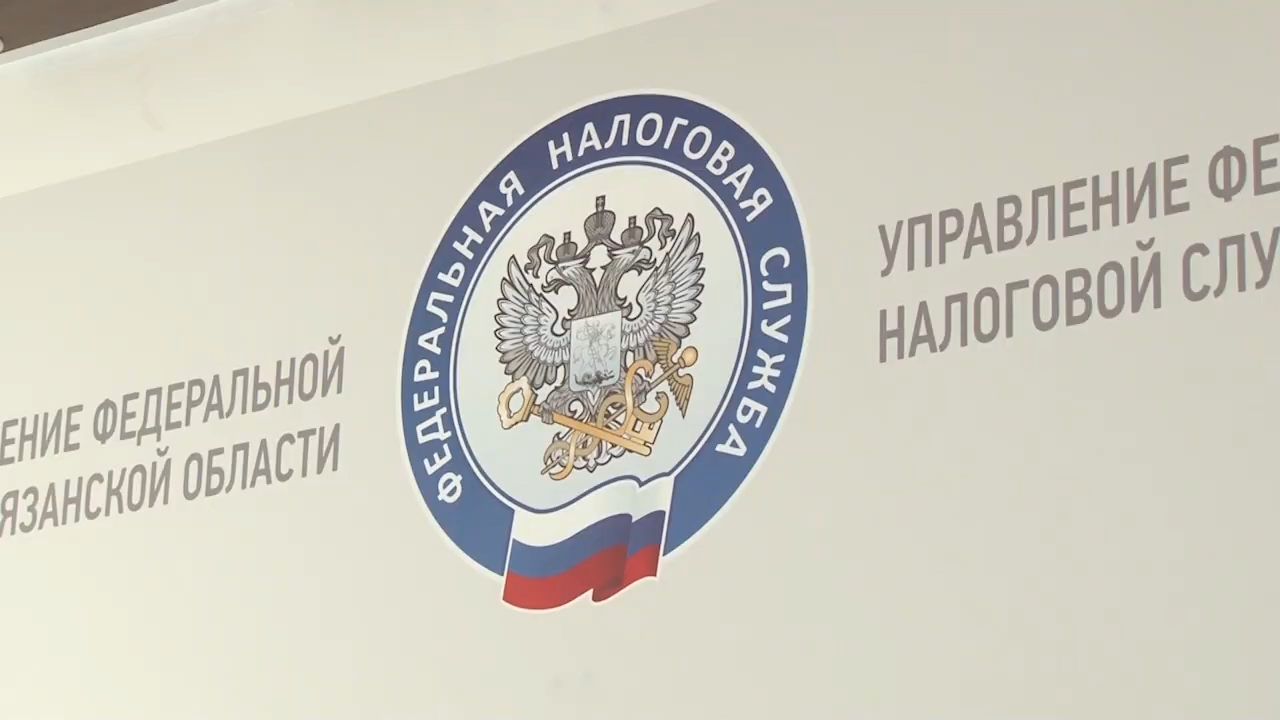 ЕНИЕ ФЕДЕРАЛЬНОЙ
ЯЗАНСКОЙ ОБЛАСТИ
ФЕДЕРАЛЬНАЯ НАЛОГОВАЯ СЛУЖБА
УПРАВЛЕНИЕ ФЕ
НАЛОГОВОЙ СЛУ